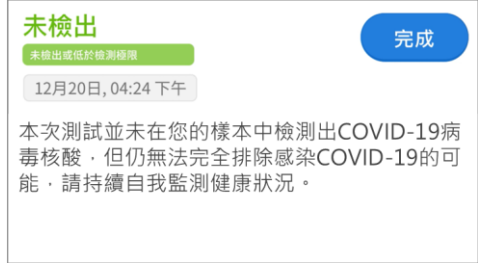 未檢出
完成
未檢出或低於檢測極限
12月20日, 04:24 下午
本次測試並未在您的樣本中檢測出COVID-19病
毒核酸，但仍無法完全排除感染COVID-19的可
能，請持續自我監測健康狀況。